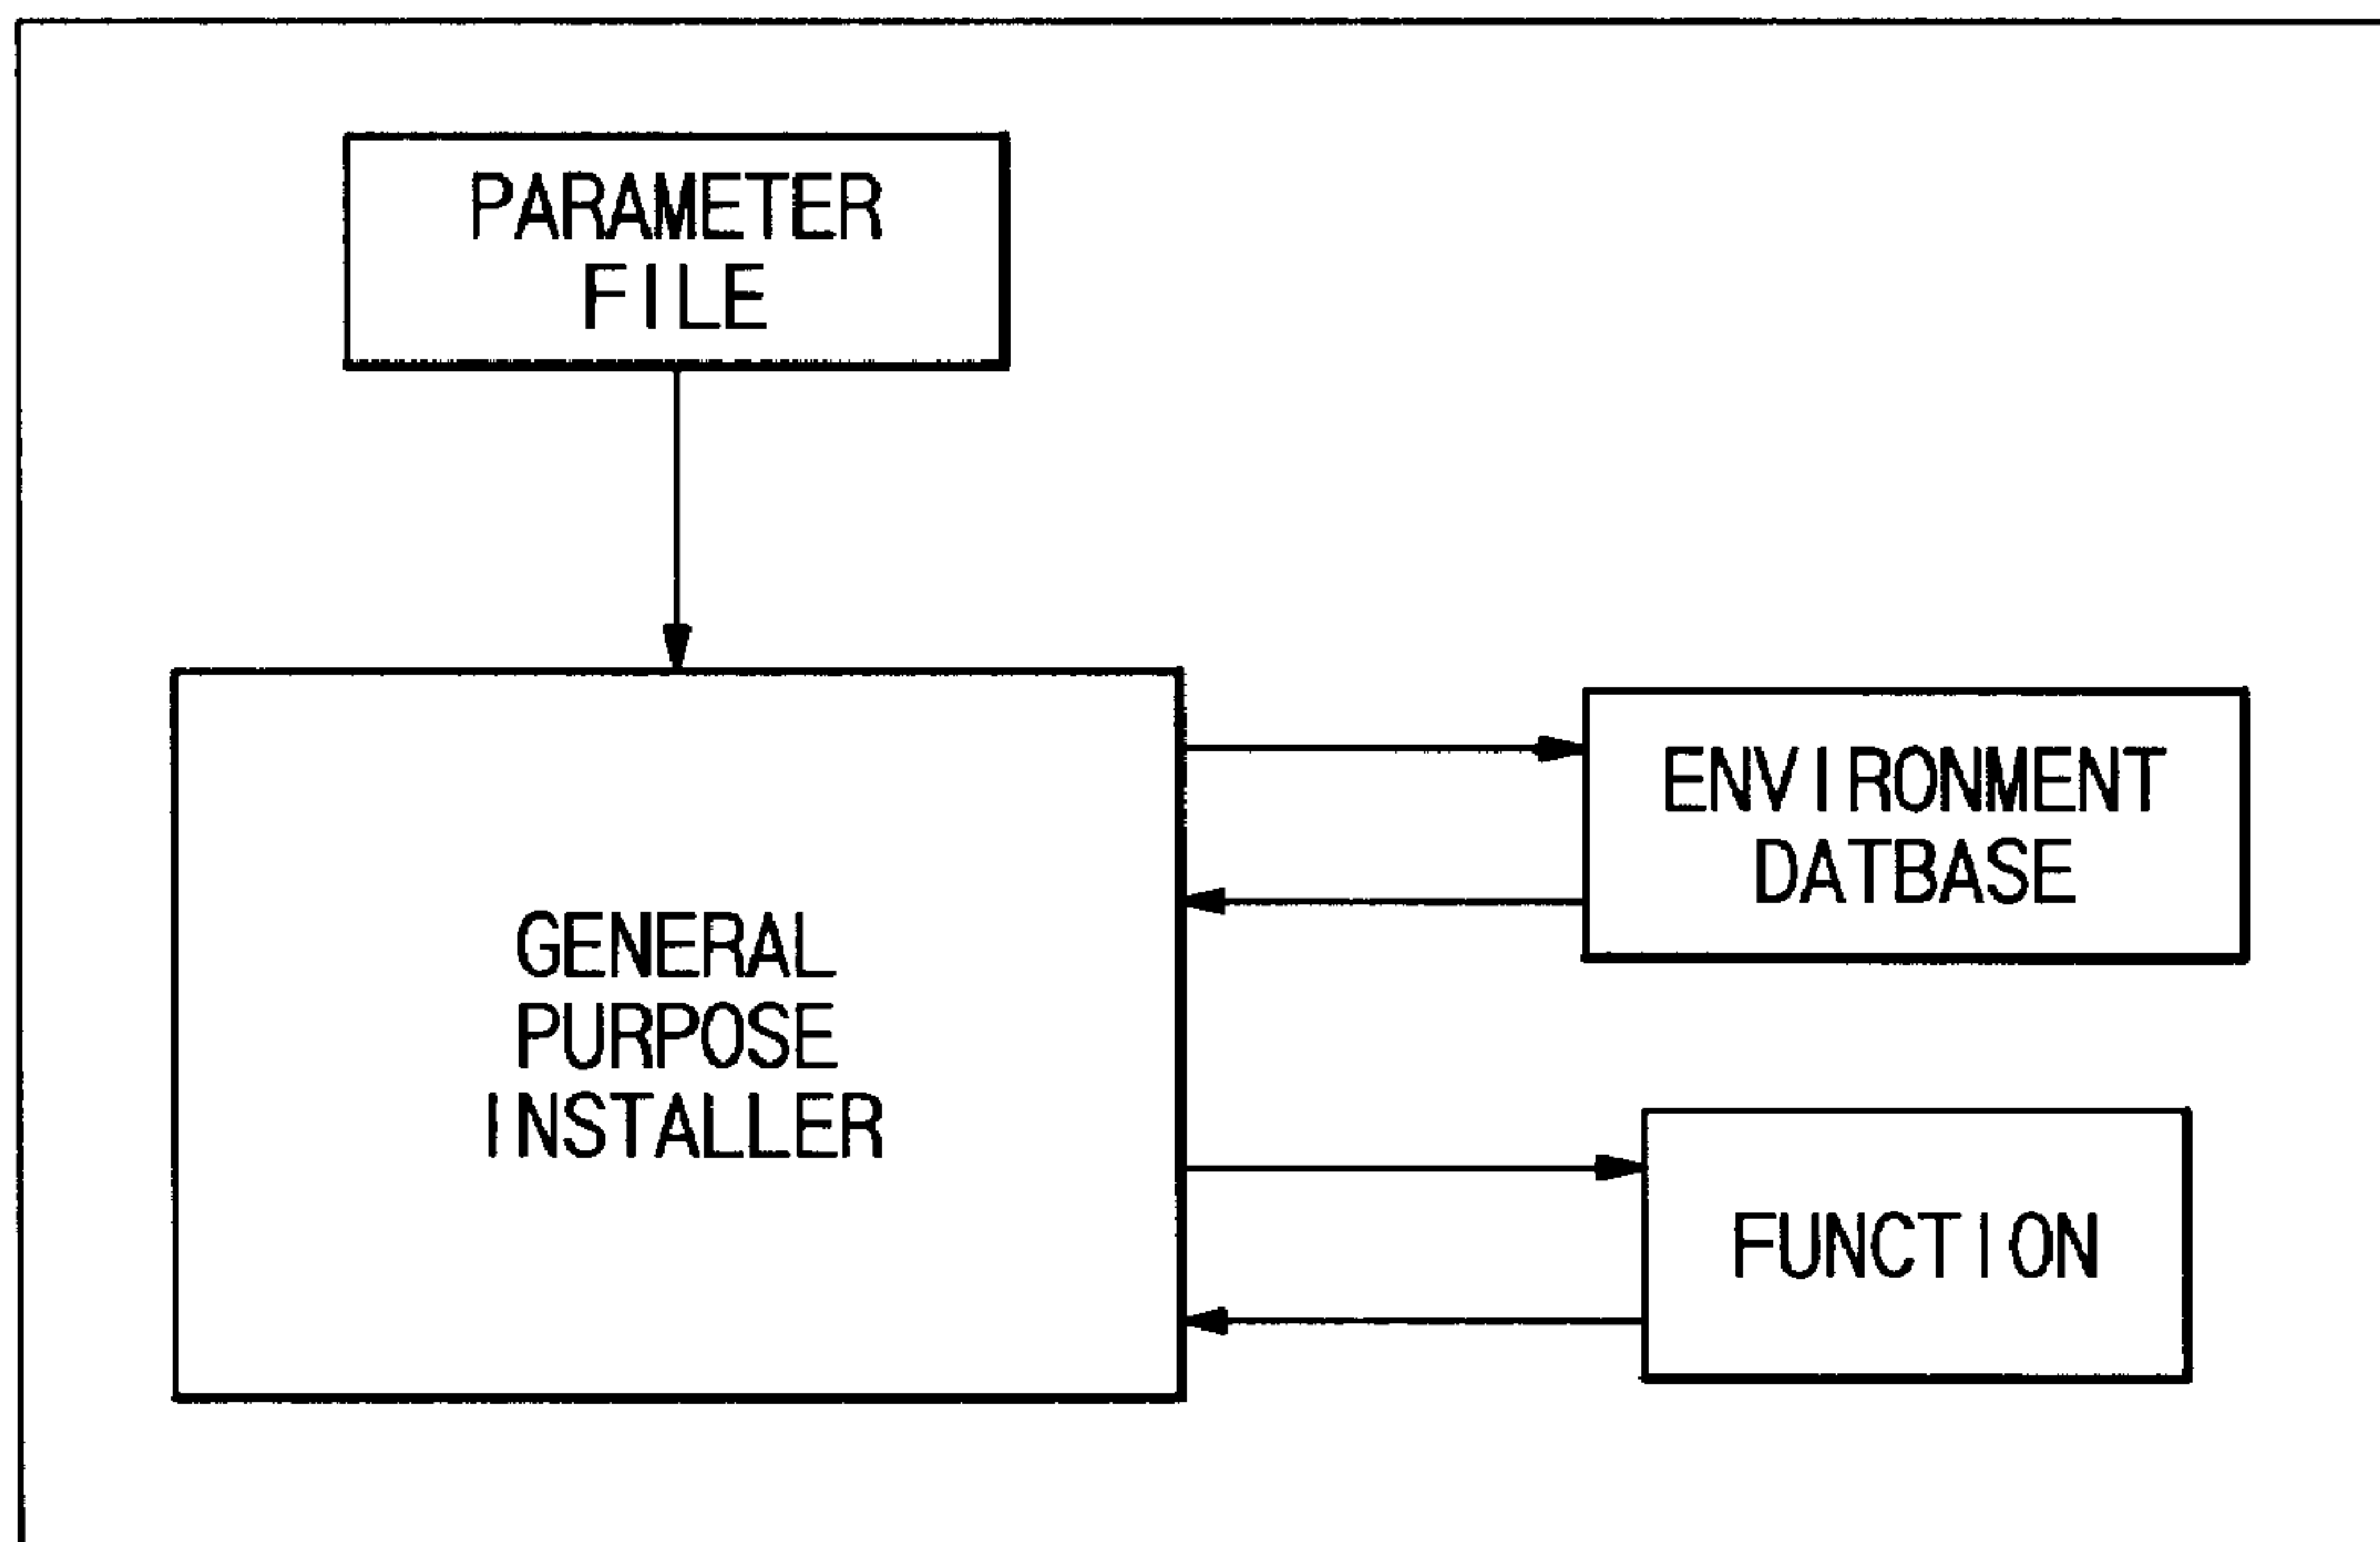 PARAMETER
FILE
ENVIRONMENT
DATBASE
GENERAL
PURPOSE
INSTALLER
FUNCTION